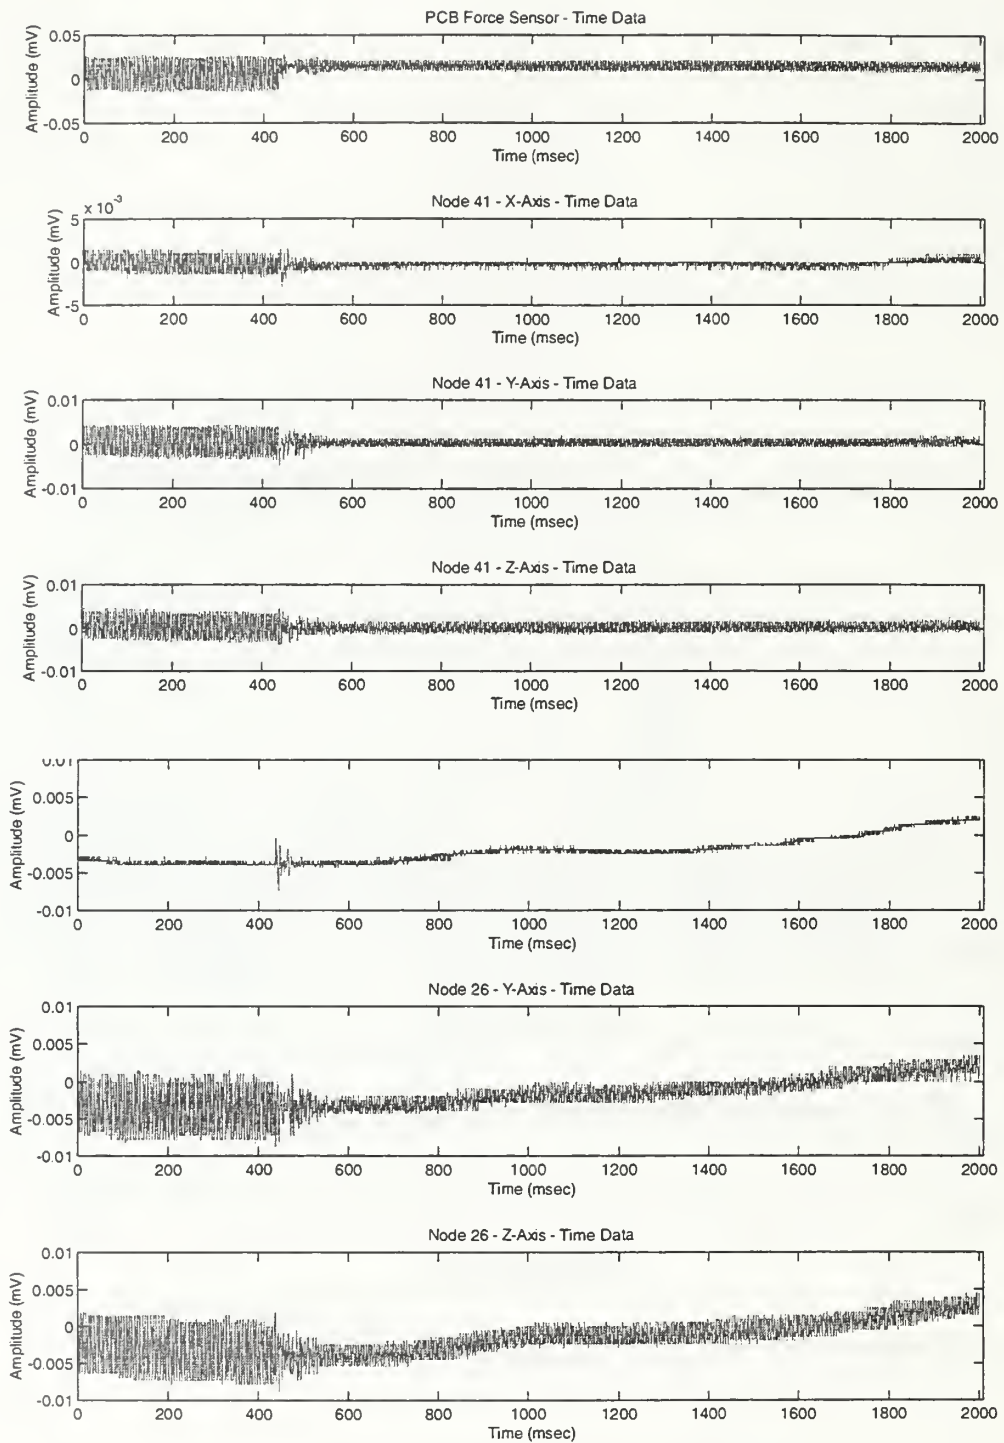 PCB Force Sensor - Time Data
0.05
0
-0.05
Amplitude (mV)
0 200 400 600 800 1000 1200 1400 1600 1800 2000
Time (msec)
Node 41 - X-Axis - Time Data
x 10-3
5
0
-5
Amplitude (mV)
0 200 400 600 800 1000 1200 1400 1600 1800 2000
Time (msec)
Node 41 - Y-Axis - Time Data
0.01
0
-0.01
Amplitude (mV)
0 200 400 600 800 1000 1200 1400 1600 1800 2000
Time (msec)
Node 41 - Z-Axis - Time Data
0.01
0
-0.01
Amplitude (mV)
0 200 400 600 800 1000 1200 1400 1600 1800 2000
Time (msec)
0.01
0.005
0
-0.005
-0.01
Amplitude (mV)
0 200 400 600 800 1000 1200 1400 1600 1800 2000
Time (msec)
Node 26 - Y-Axis - Time Data
0.01
0.005
0
-0.005
-0.01
Amplitude (mV)
0 200 400 600 800 1000 1200 1400 1600 1800 2000
Time (msec)
Node 26 - Z-Axis - Time Data
0.01
0.005
0
-0.005
-0.01
Amplitude (mV)
0 200 400 600 800 1000 1200 1400 1600 1800 2000
Time (msec)